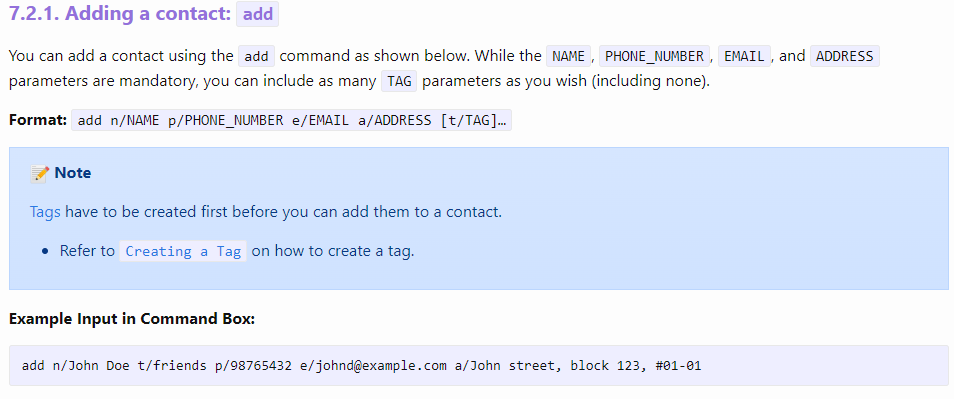 7.2.1. Adding a contact: add
You can add a contact using the add command as shown below. While the NAME, PHONE_NUMBER, EMAIL, and ADDRESS
parameters are mandatory, you can include as many TAG parameters as you wish (including none).
Format: add n/NAME p/PHONE_NUMBER e/EMAIL a/ADDRESS [t/TAG]…
📝 Note
Tags have to be created first before you can add them to a contact.
• Refer to Creating a Tag on how to create a tag.
Example Input in Command Box:
add n/John Doe t/friends p/98765432 e/johnd@example.com a/John street, block 123, #01-01